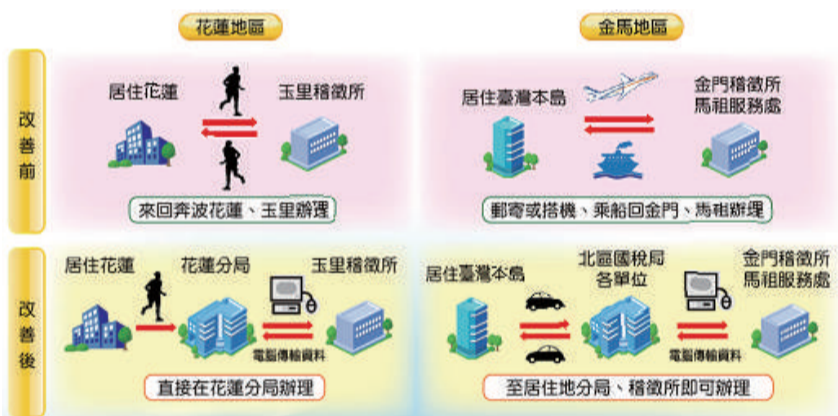 花蓮地區
金馬地區
改善前
居住花蓮
玉里稽徵所
來回奔波花蓮、玉里辦理
居住臺灣本島
金門稽徵所
馬祖服務處
郵寄或搭機、乘船回金門、馬祖辦理
改善後
居住花蓮
花蓮分局
玉里稽徵所
電腦傳輸資料
直接在花蓮分局辦理
居住臺灣本島
北區國稅局
各單位
金門稽徵所
馬祖服務處
電腦傳輸資料
至居住地分局、稽徵所即可辦理